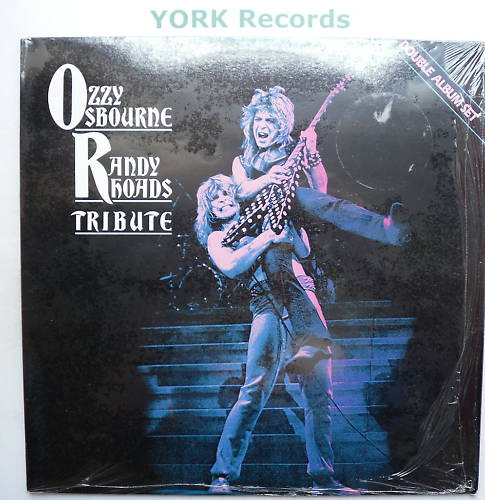 YORK Records
OZZY
OSBOURNE
RANDY
RHOADS
TRIBUTE
DOUBLE ALBUM SET